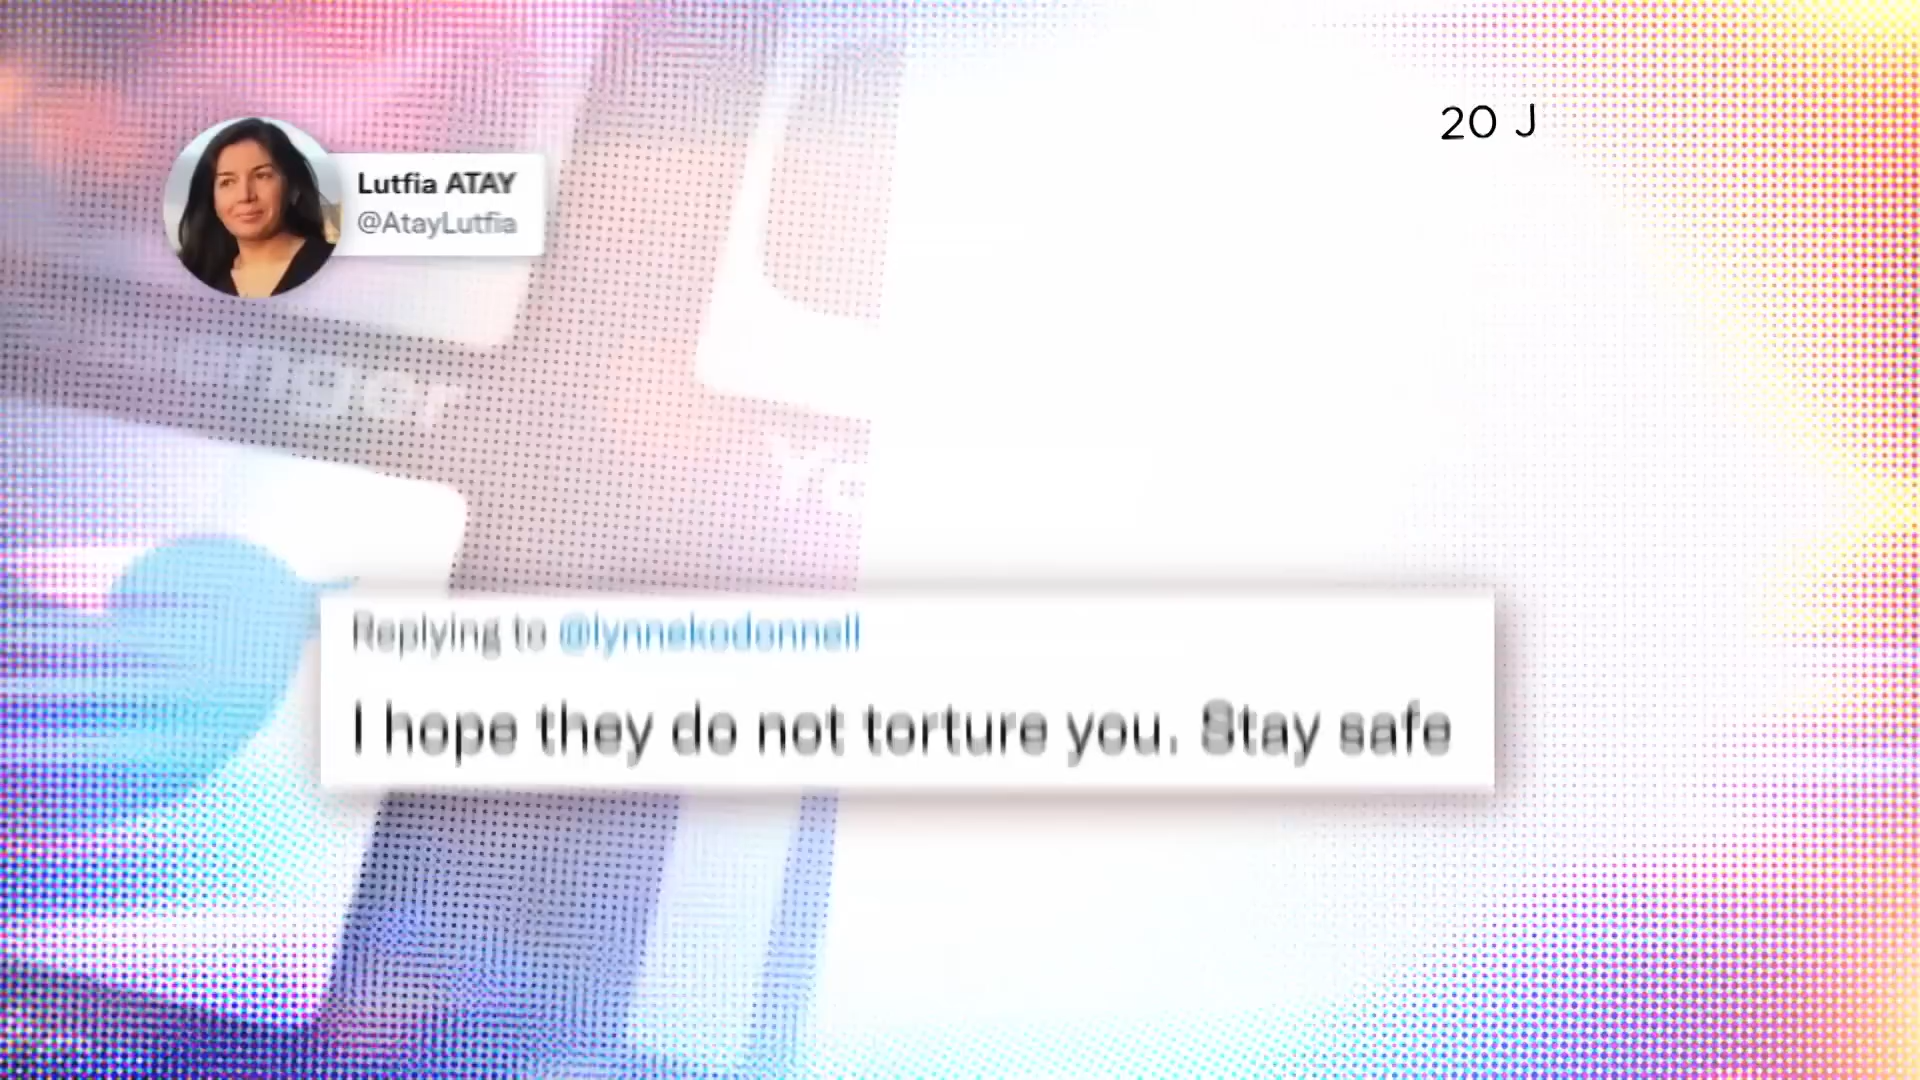 Lutfia ATAY
@AtayLutfia
20 J
Replying to @lynnekodonnell
I hope they do not torture you. Stay safe